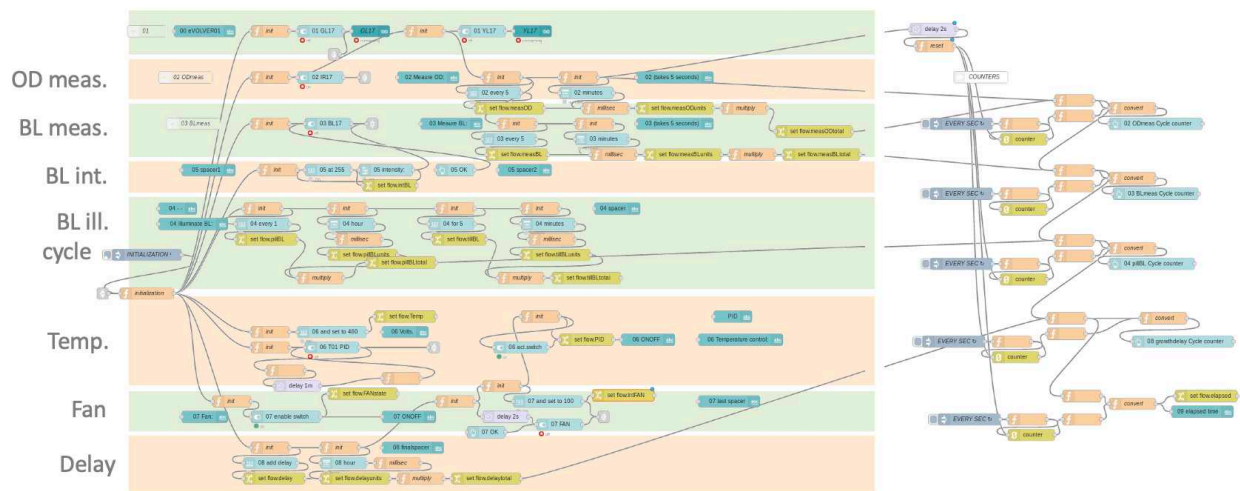 01
00 eVOLVER01
init
01 GL17
GL17
init
01 YL17
YL17
delay 2s
reset
COUNTERS
OD meas.
02 ODmeas
init
02 IR17
02 Measure OD:
init
init
02 (takes 5 seconds)
02 every 5
02 minutes
set flow.measOD
millisec
set flow.measODunits
multiply
set flow.measODtotal
BL meas.
03 BLmeas
init
03 BL17
03 Measure BL:
init
init
03 (takes 5 seconds)
03 every 5
03 minutes
set flow.measBL
millisec
set flow.measBLunits
multiply
set flow.measBLtotal
BL int.
05 spacer1
init
05 at 255
05 intensity:
05 OK
05 spacer2
set flow.intBL
BL ill.
cycle
04 - -
init
init
init
init
04 spacer
04 Illuminate BL:
04 every 1
04 hour
04 for 5
04 minutes
set flow.pillBL
millisec
set flow.tillBL
millisec
set flow.pillBLunits
set flow.tillBLunits
set flow.pillBLtotal
multiply
multiply
set flow.tillBLtotal
INITIALIZATION
initialization
Temp.
set flow.Temp
init
PID
init
06 and set to 400
06 Volts.
init
06 T01 PID
06 act.switch
set flow.PID
06 ONOFF
06 Temperature control.
delay 1m
Fan
set flow.FANstate
init
init
init
07 and set to 100
set flow.intFAN
07 last spacer
07 Fan:
07 enable switch
07 ONOFF
delay 2s
07 FAN
07 OK
Delay
init
init
08 finalspacer
08 add delay
08 hour
millisec
set flow.delay
set flow.delayunits
multiply
set flow.delaytotal
convert
EVERY SEC ↻
counter
02 ODmeas Cycle counter
convert
EVERY SEC ↻
counter
03 BLmeas Cycle counter
convert
EVERY SEC ↻
counter
04 pillBL Cycle counter
convert
EVERY SEC ↻
counter
08 growthdelay Cycle counter
set flow.elapsed
convert
09 elapsed time
EVERY SEC ↻
counter